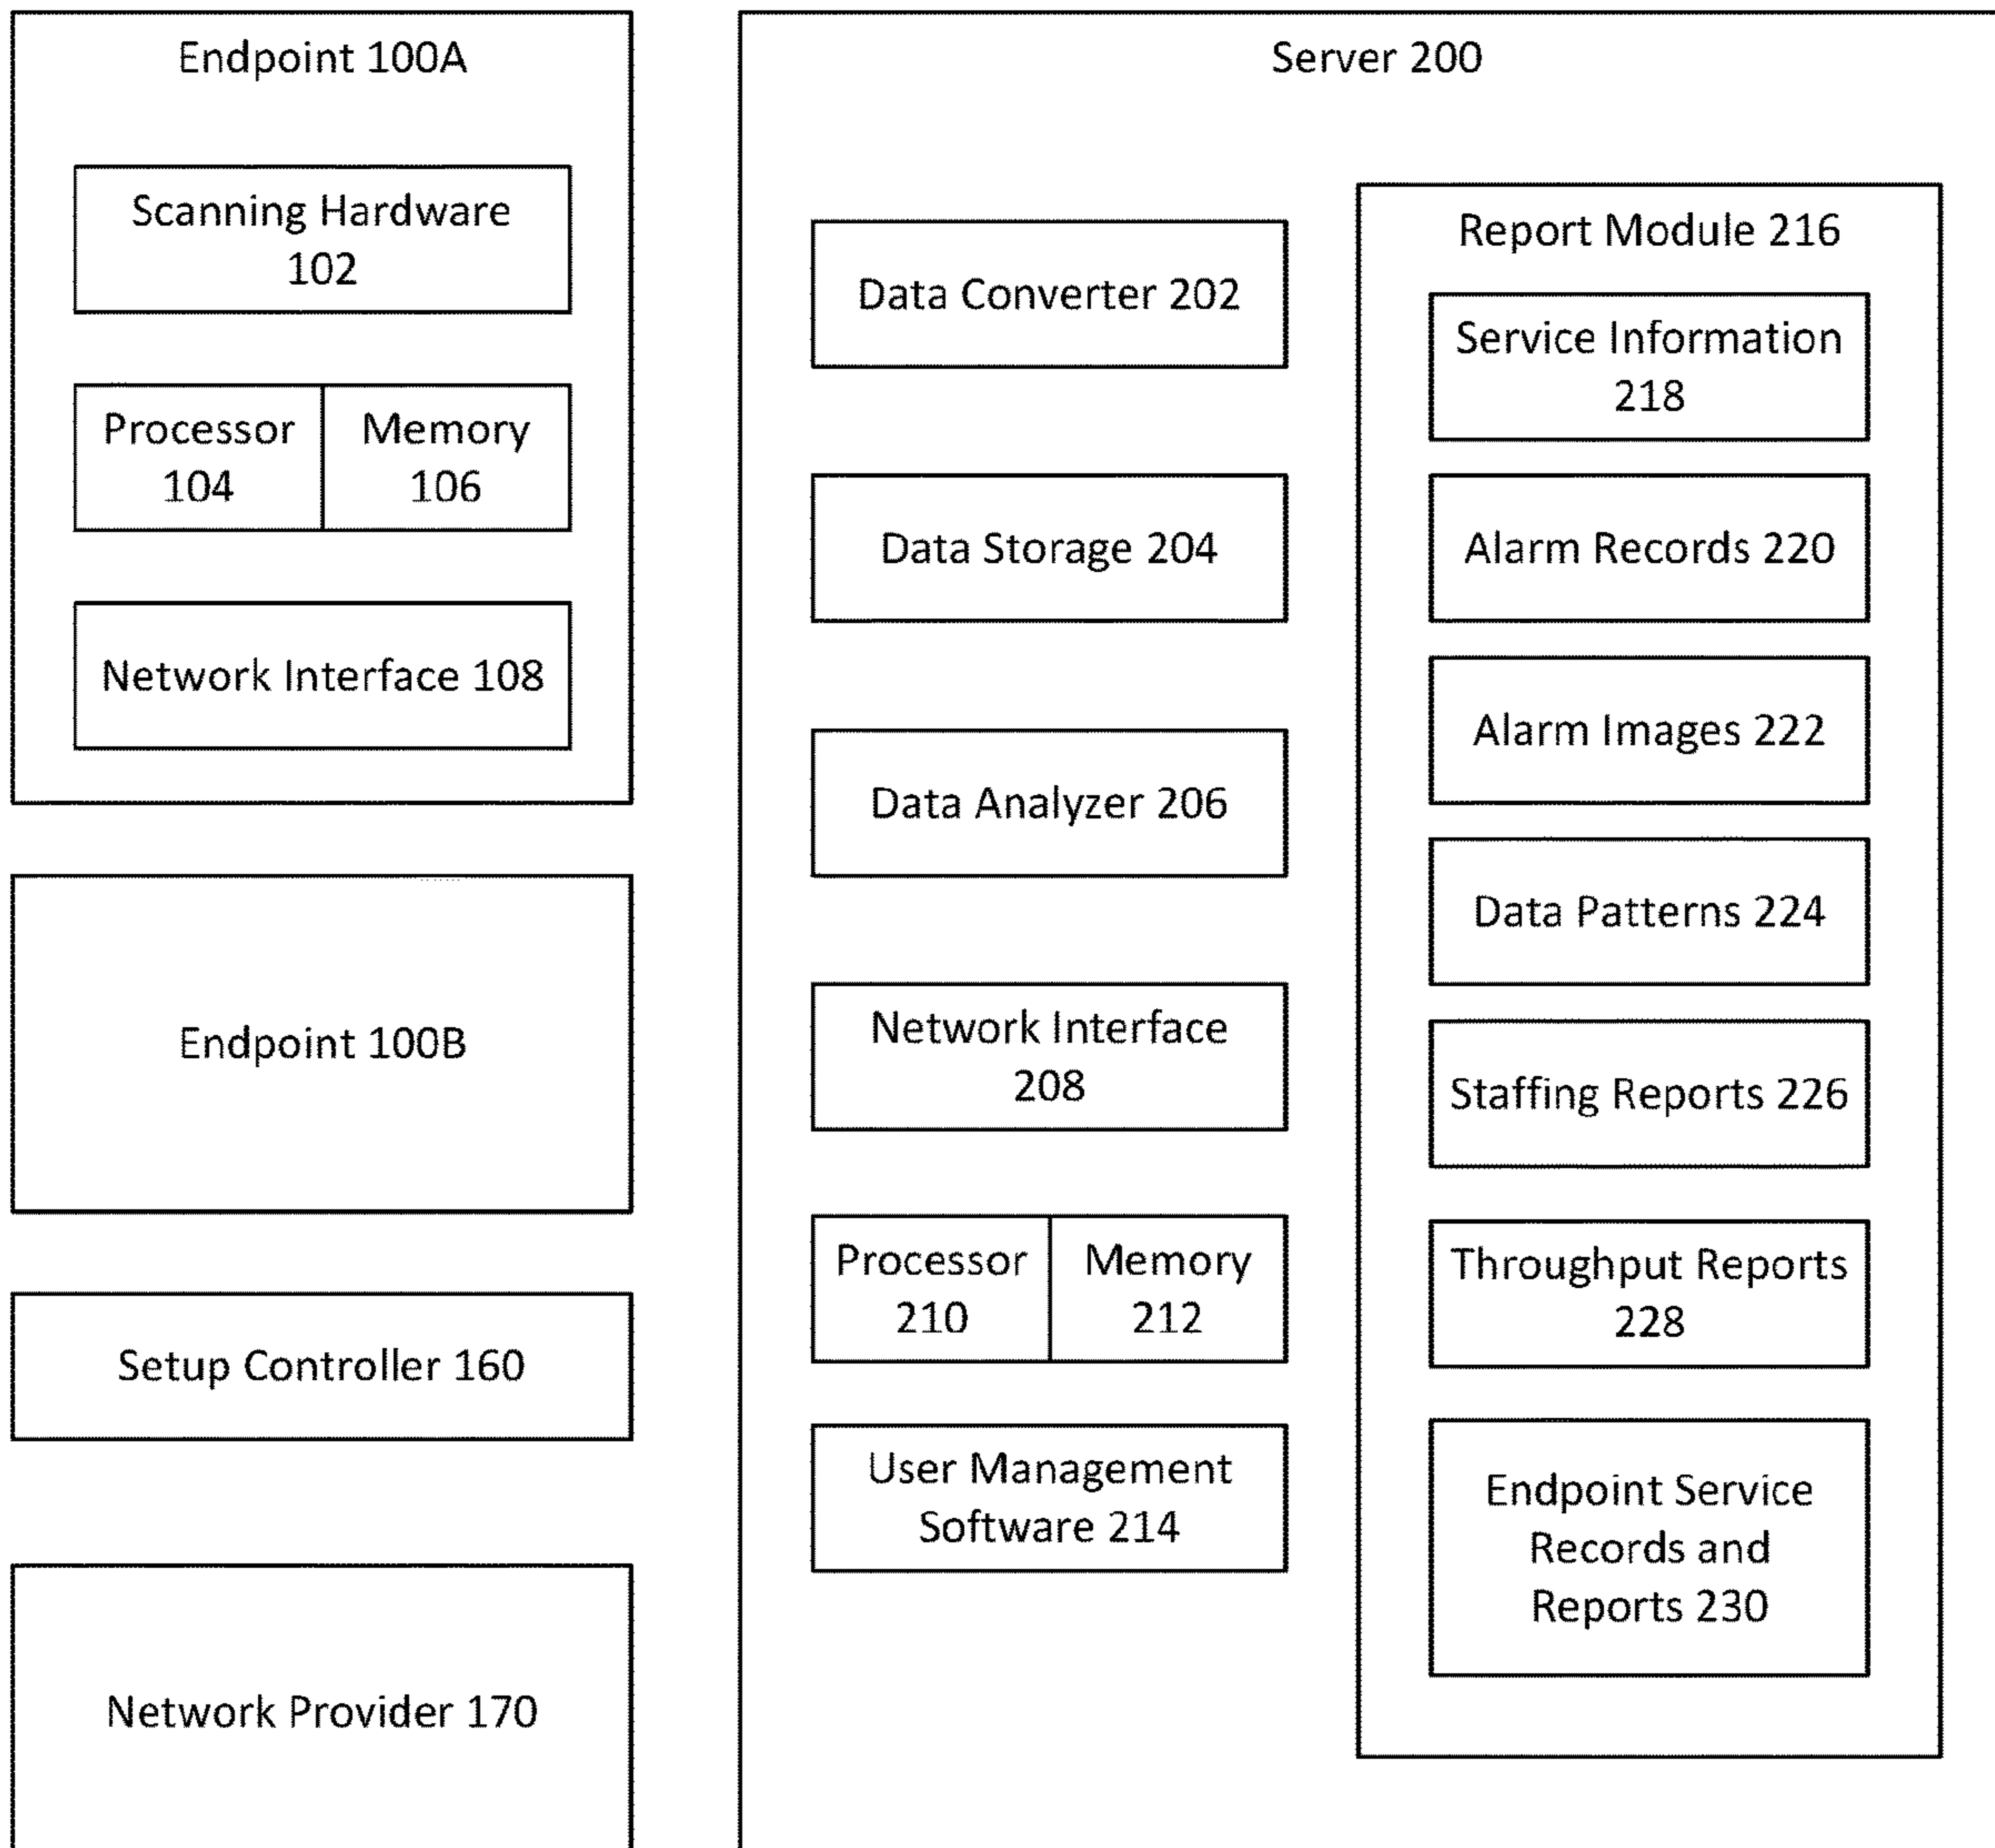 Endpoint 100A
Scanning Hardware
102
Processor
104
Memory
106
Network Interface 108
Endpoint 100B
Setup Controller 160
Network Provider 170
Server 200
Data Converter 202
Data Storage 204
Data Analyzer 206
Network Interface
208
Processor
210
Memory
212
User Management
Software 214
Report Module 216
Service Information
218
Alarm Records 220
Alarm Images 222
Data Patterns 224
Staffing Reports 226
Throughput Reports
228
Endpoint Service
Records and
Reports 230